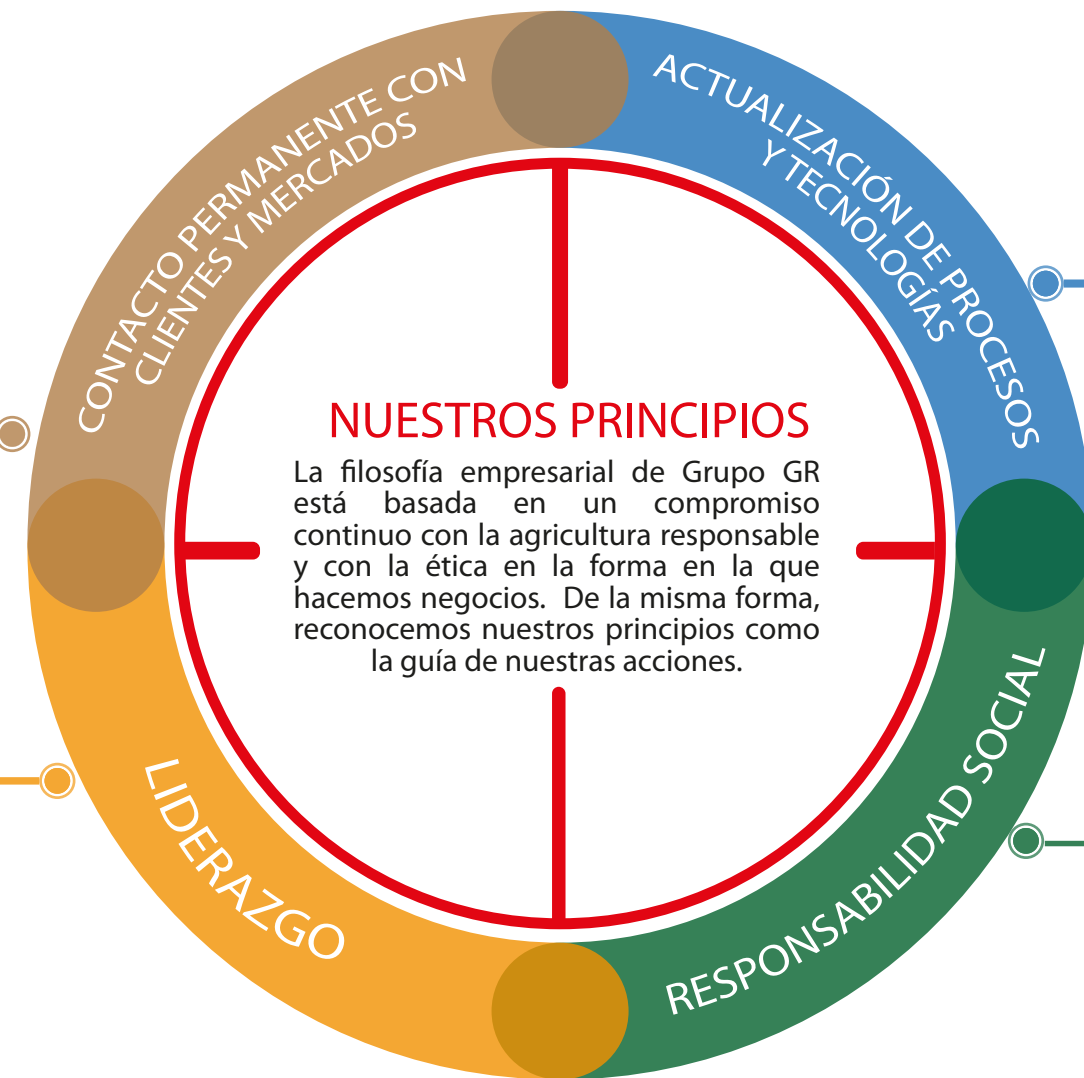 CONTACTO PERMANENTE CON
CLIENTES Y MERCADOS
ACTUALIZACIÓN DE PROCESOS
Y TECNOLOGÍAS
NUESTROS PRINCIPIOS
La filosofía empresarial de Grupo GR
está basada en un compromiso
continuo con la agricultura responsable
y con la ética en la forma en la que
hacemos negocios. De la misma forma,
reconocemos nuestros principios como
la guía de nuestras acciones.
LIDERAZGO
RESPONSABILIDAD SOCIAL